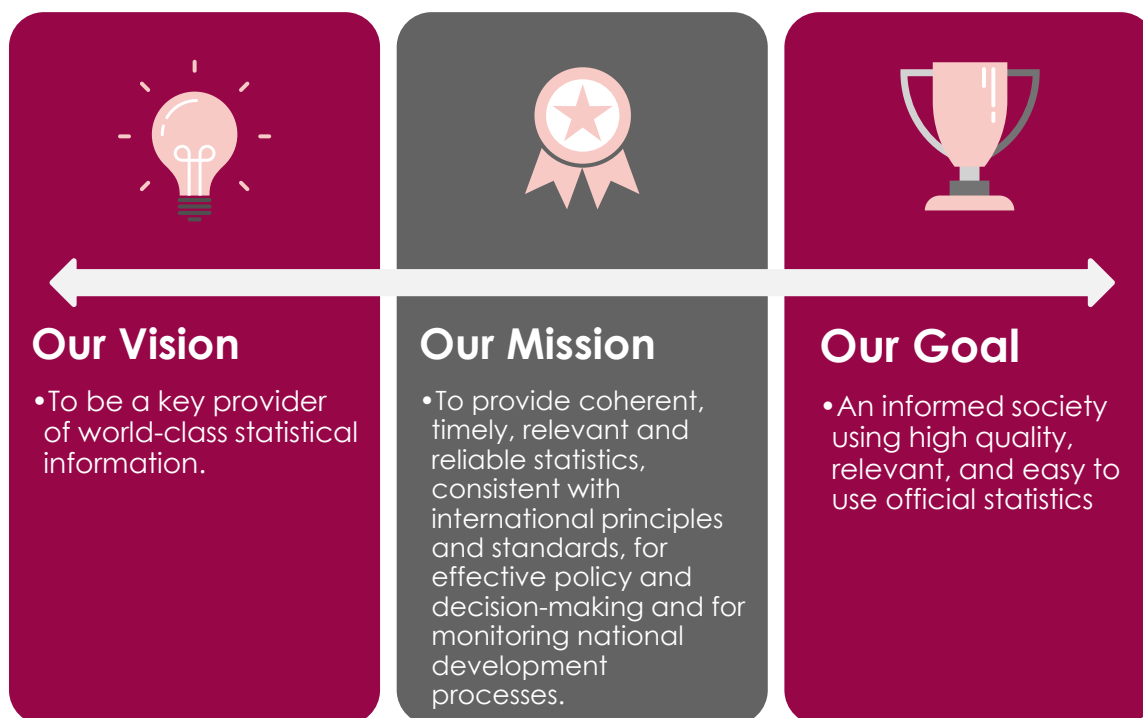 Our Vision
•To be a key provider
of world-class statistical
information.
Our Mission
•To provide coherent,
timely, relevant and
reliable statistics,
consistent with
international principles
and standards, for
effective policy and
decision-making and for
monitoring national
development
processes.
Our Goal
•An informed society
using high quality,
relevant, and easy to
use official statistics